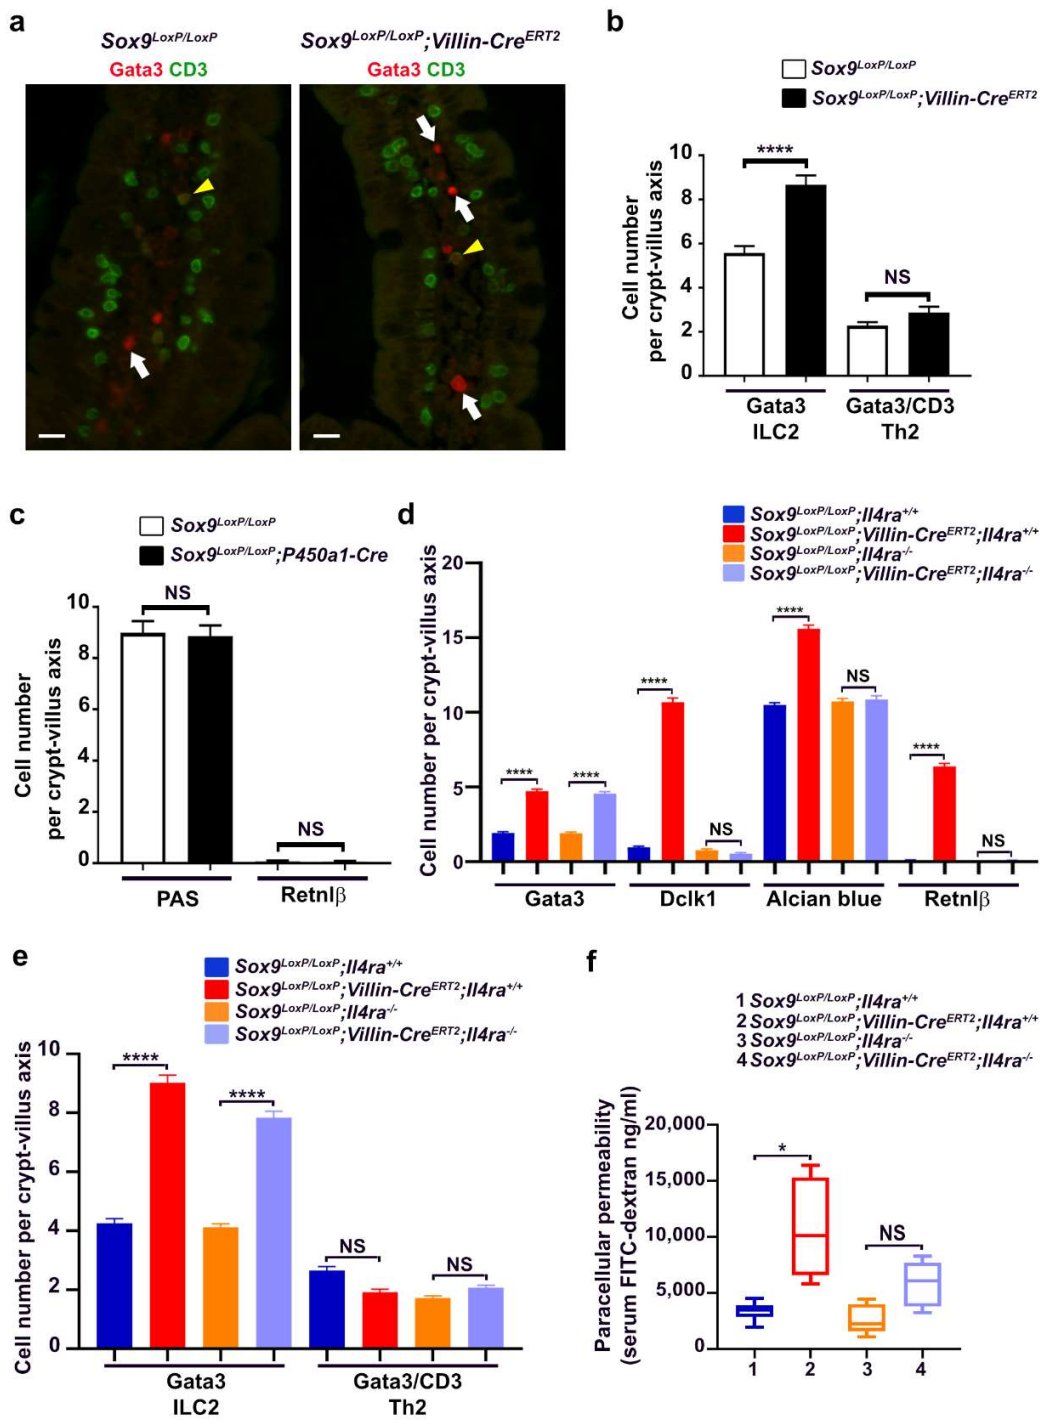 a
Sox9LoxP/LoxP
Gata3 CD3
Sox9LoxP/LoxP;Villin-CreERT2
Gata3 CD3
b
Sox9LoxP/LoxP
Sox9LoxP/LoxP;Villin-CreERT2
Cell number
per crypt-villus axis
10
8
6
4
2
0
****
NS
Gata3
ILC2
Gata3/CD3
Th2
c
Sox9LoxP/LoxP
Sox9LoxP/LoxP;P450a1-Cre
Cell number
per crypt-villus axis
10
8
6
4
2
0
NS
NS
PAS
Retnlβ
d
Sox9LoxP/LoxP;Il4ra+/+
Sox9LoxP/LoxP;Villin-CreERT2;Il4ra+/+
Sox9LoxP/LoxP;Il4ra-/-
Sox9LoxP/LoxP;Villin-CreERT2;Il4ra-/-
Cell number per crypt-villus axis
20
15
10
5
0
****
****
****
NS
****
NS
****
NS
Gata3
Dclk1
Alcian blue
Retnlβ
e
Sox9LoxP/LoxP;Il4ra+/+
Sox9LoxP/LoxP;Villin-CreERT2;Il4ra+/+
Sox9LoxP/LoxP;Il4ra-/-
Sox9LoxP/LoxP;Villin-CreERT2;Il4ra-/-
Cell number per crypt-villus axis
10
8
6
4
2
0
****
****
NS
NS
Gata3
ILC2
Gata3/CD3
Th2
f
1 Sox9LoxP/LoxP;Il4ra+/+
2 Sox9LoxP/LoxP;Villin-CreERT2;Il4ra+/+
3 Sox9LoxP/LoxP;Il4ra-/-
4 Sox9LoxP/LoxP;Villin-CreERT2;Il4ra-/-
Paracellular permeability
(serum FITC-dextran ng/ml)
20,000
15,000
10,000
5,000
0
*
NS
1
2
3
4